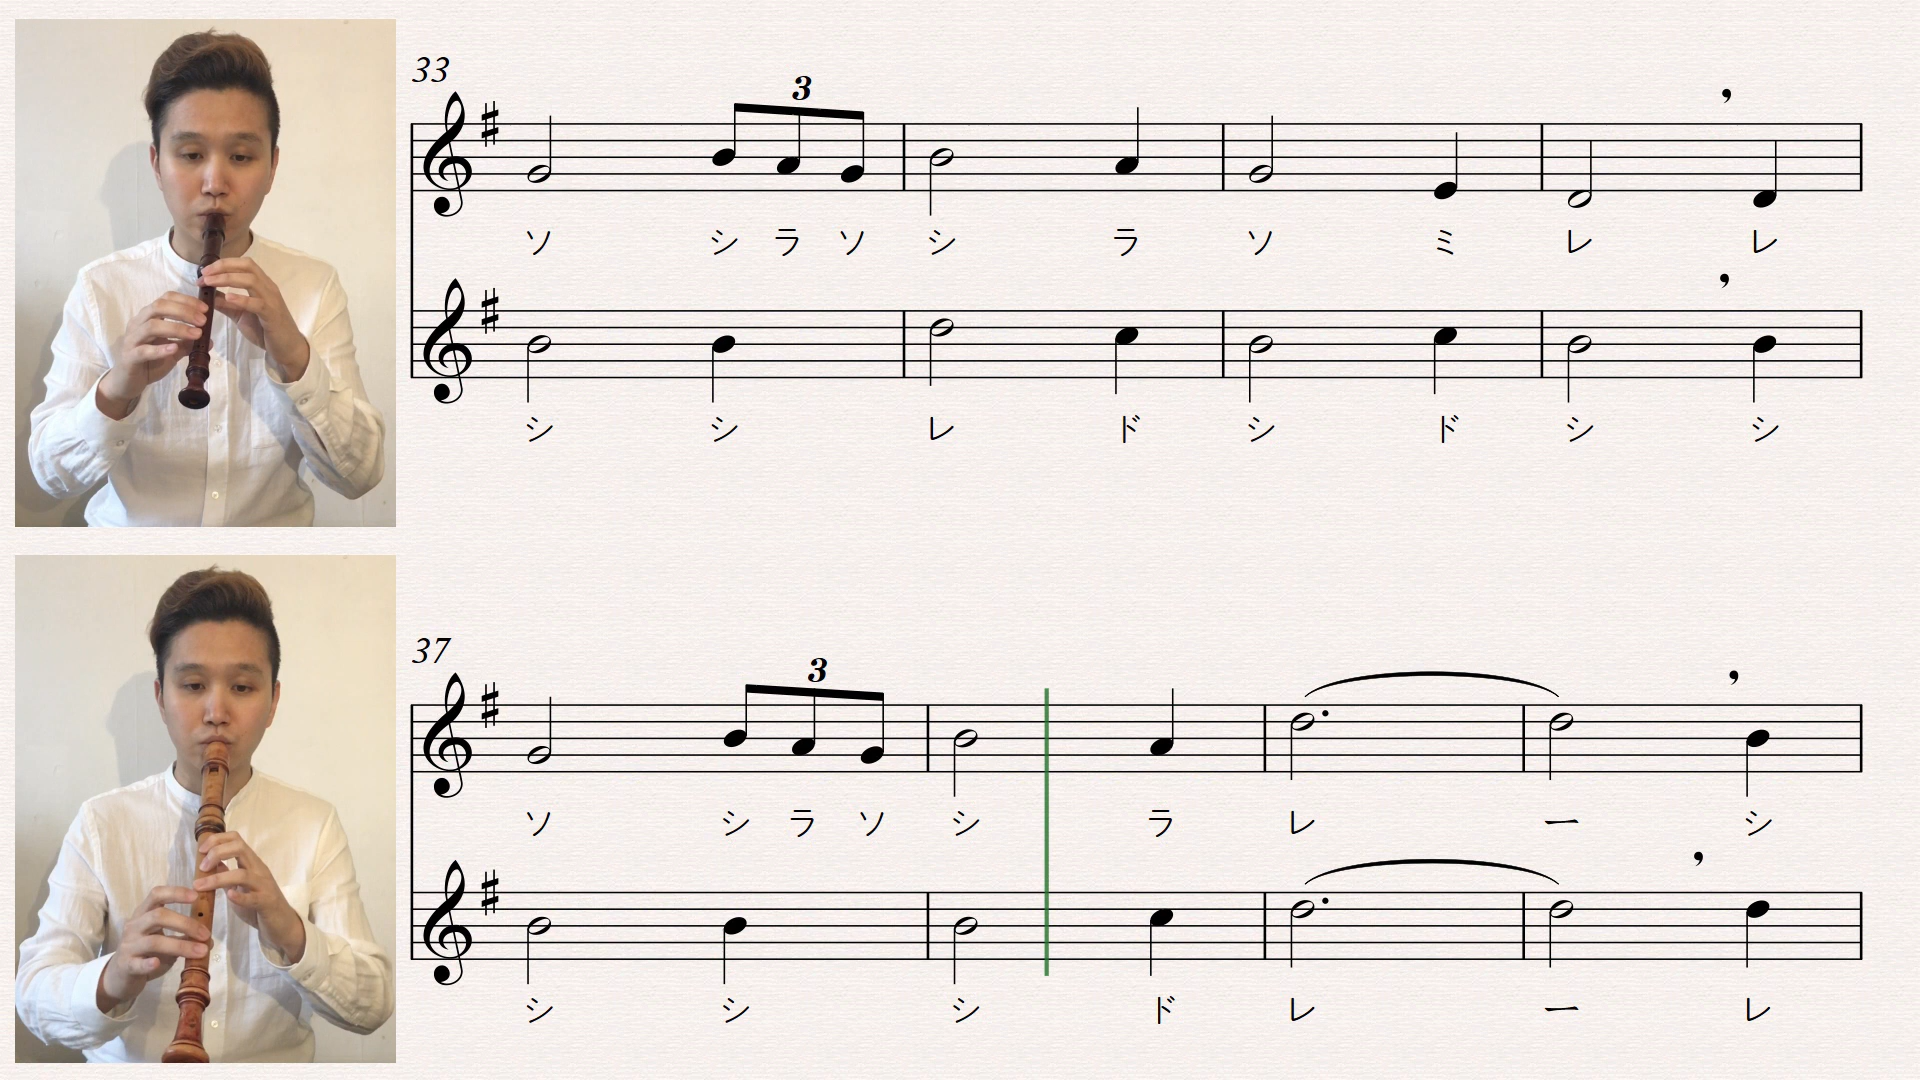 33
3
ソ シ ラ ソ シ ラ ソ ミ レ レ
シ シ レ ド シ ド シ シ
37
3
ソ シ ラ ソ シ ラ レ ー シ
シ シ シ ド レ ー レ